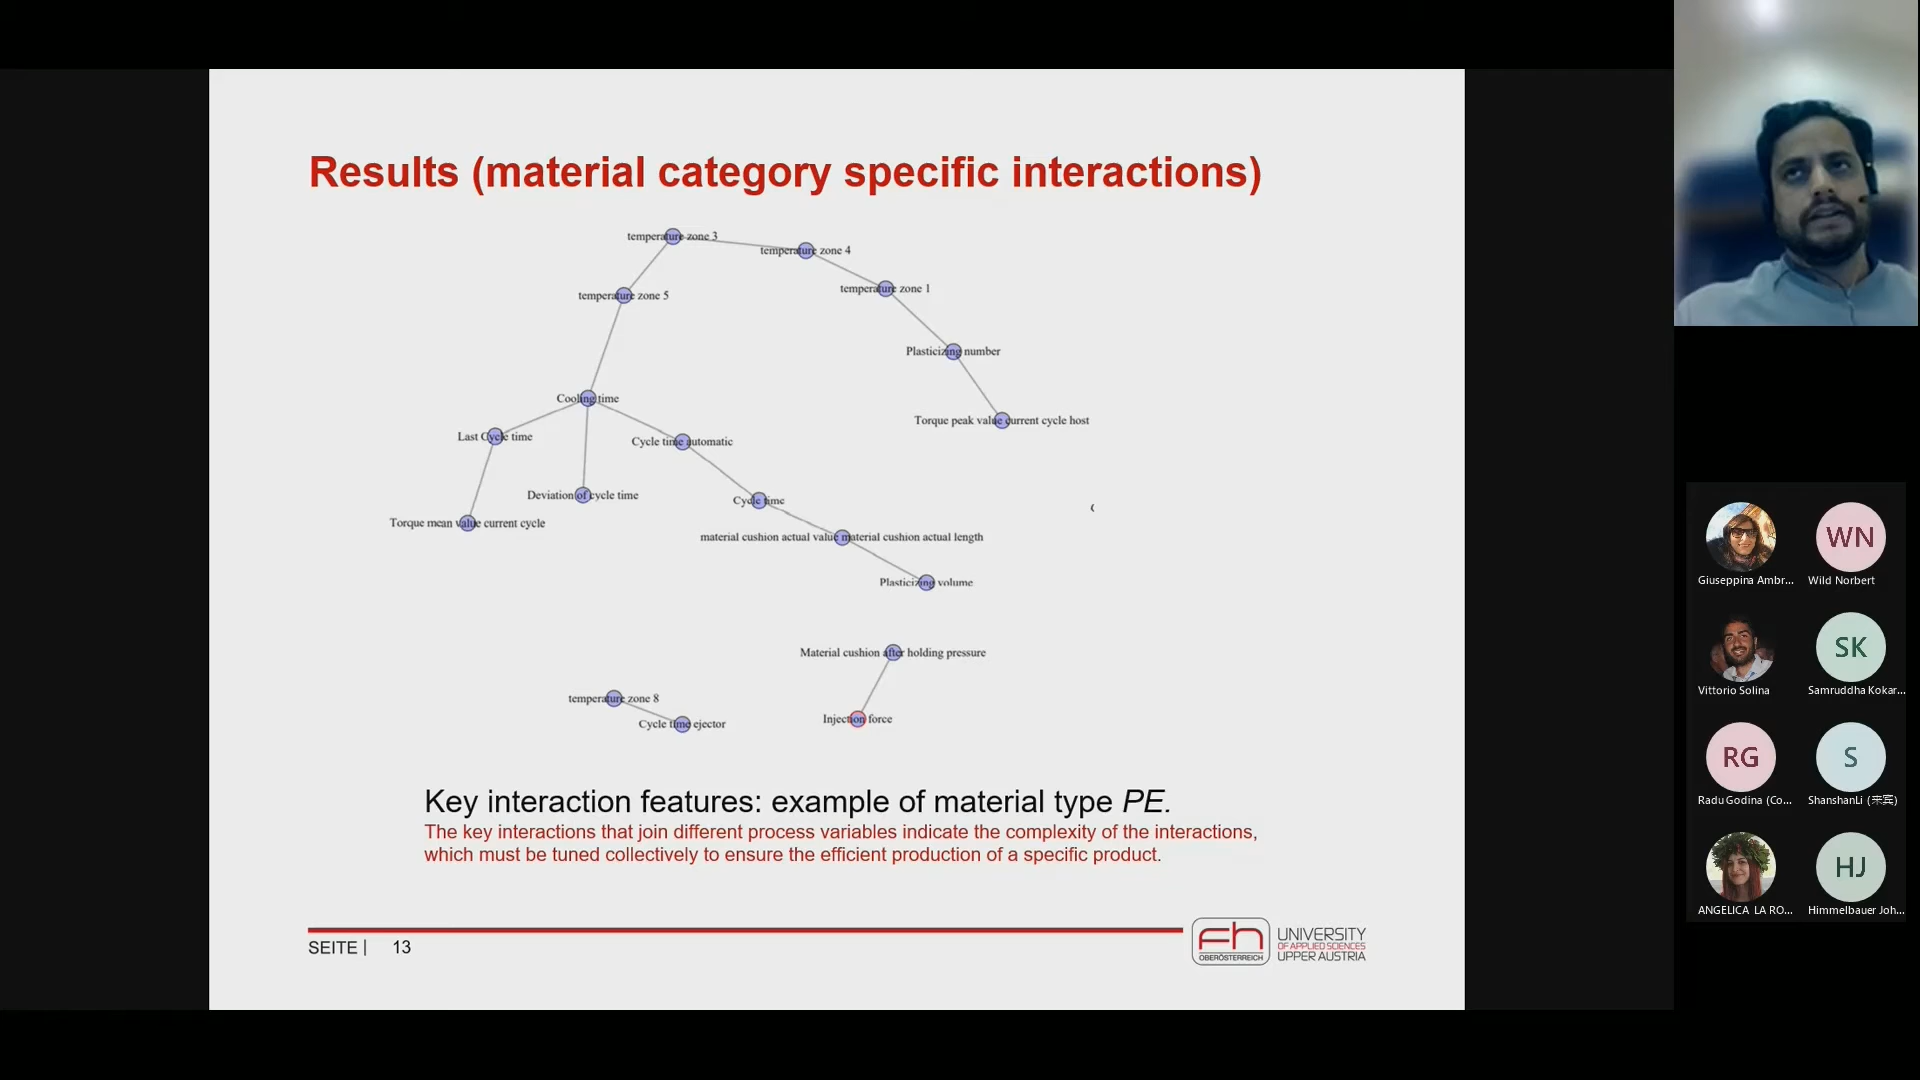 Results (material category specific interactions)
temperature zone 3
temperature zone 4
temperature zone 1
temperature zone 5
Plasticizing number
Cooling time
Torque peak value current cycle host
Last Cycle time
Cycle time automatic
Deviation of cycle time
Cycle time
Torque mean value current cycle
material cushion actual value material cushion actual length
Plasticizing volume
Material cushion after holding pressure
temperature zone 8
Cycle time ejector
Injection force
Key interaction features: example of material type PE.
The key interactions that join different process variables indicate the complexity of the interactions,
which must be tuned collectively to ensure the efficient production of a specific product.
SEITE | 13
fh
OBERÖSTERREICH
UNIVERSITY
OF APPLIED SCIENCES
UPPER AUSTRIA
WN
Giuseppina Ambr...
Wild Norbert
SK
Vittorio Solina
Samruddha Kokar...
RG
S
Radu Godina (Co...
ShanshanLi (来宾)
HJ
ANGELICA LA RO...
Himmelbauer Joh...